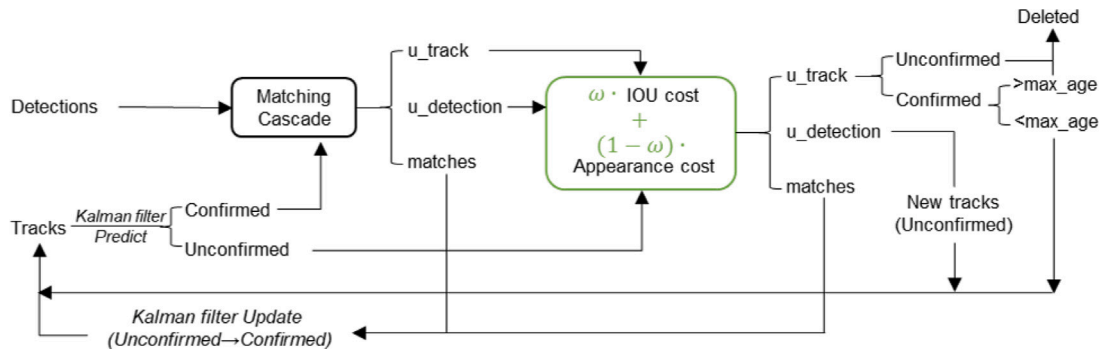 Deleted
u_track
Unconfirmed
Detections
Matching
Cascade
u_detection
ω · IOU cost
+
(1 − ω) ·
Appearance cost
u_track
Confirmed
>max_age
<max_age
matches
u_detection
matches
Tracks
Kalman filter
Predict
Confirmed
Unconfirmed
New tracks
(Unconfirmed)
Kalman filter Update
(Unconfirmed→Confirmed)